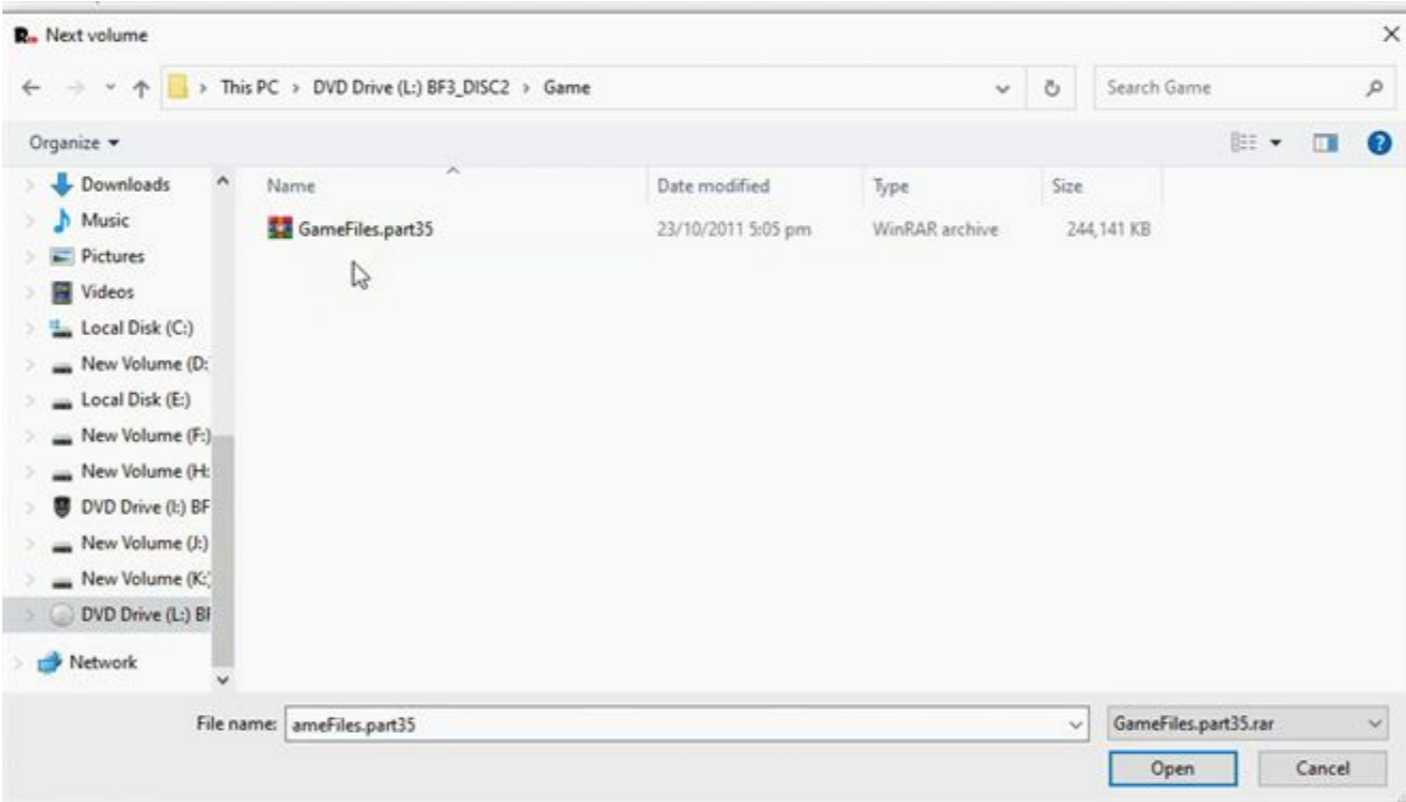 Next volume
This PC > DVD Drive (L:) BF3_DISC2 > Game
Search Game
Organize
Name Date modified Type Size
GameFiles.part35 23/10/2011 5:05 pm WinRAR archive 244,141 KB
Downloads
Music
Pictures
Videos
Local Disk (C:)
New Volume (D:
Local Disk (E:)
New Volume (F:)
New Volume (H:
DVD Drive (I:) BF
New Volume (J:)
New Volume (K:)
DVD Drive (L:) BF
Network
File name: ameFiles.part35
GameFiles.part35.rar
Open Cancel